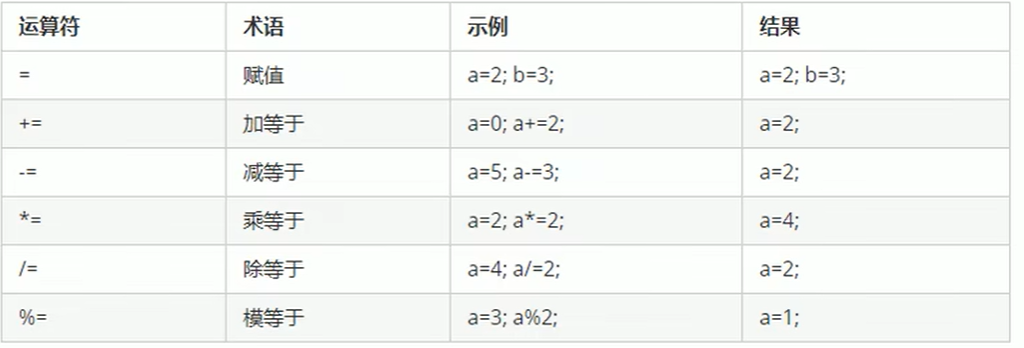 运算符 术语 示例 结果
= 赋值 a=2; b=3; a=2; b=3;
+= 加等于 a=0; a+=2; a=2;
-= 减等于 a=5; a-=3; a=2;
*= 乘等于 a=2; a*=2; a=4;
/= 除等于 a=4; a/=2; a=2;
%= 模等于 a=3; a%2; a=1;